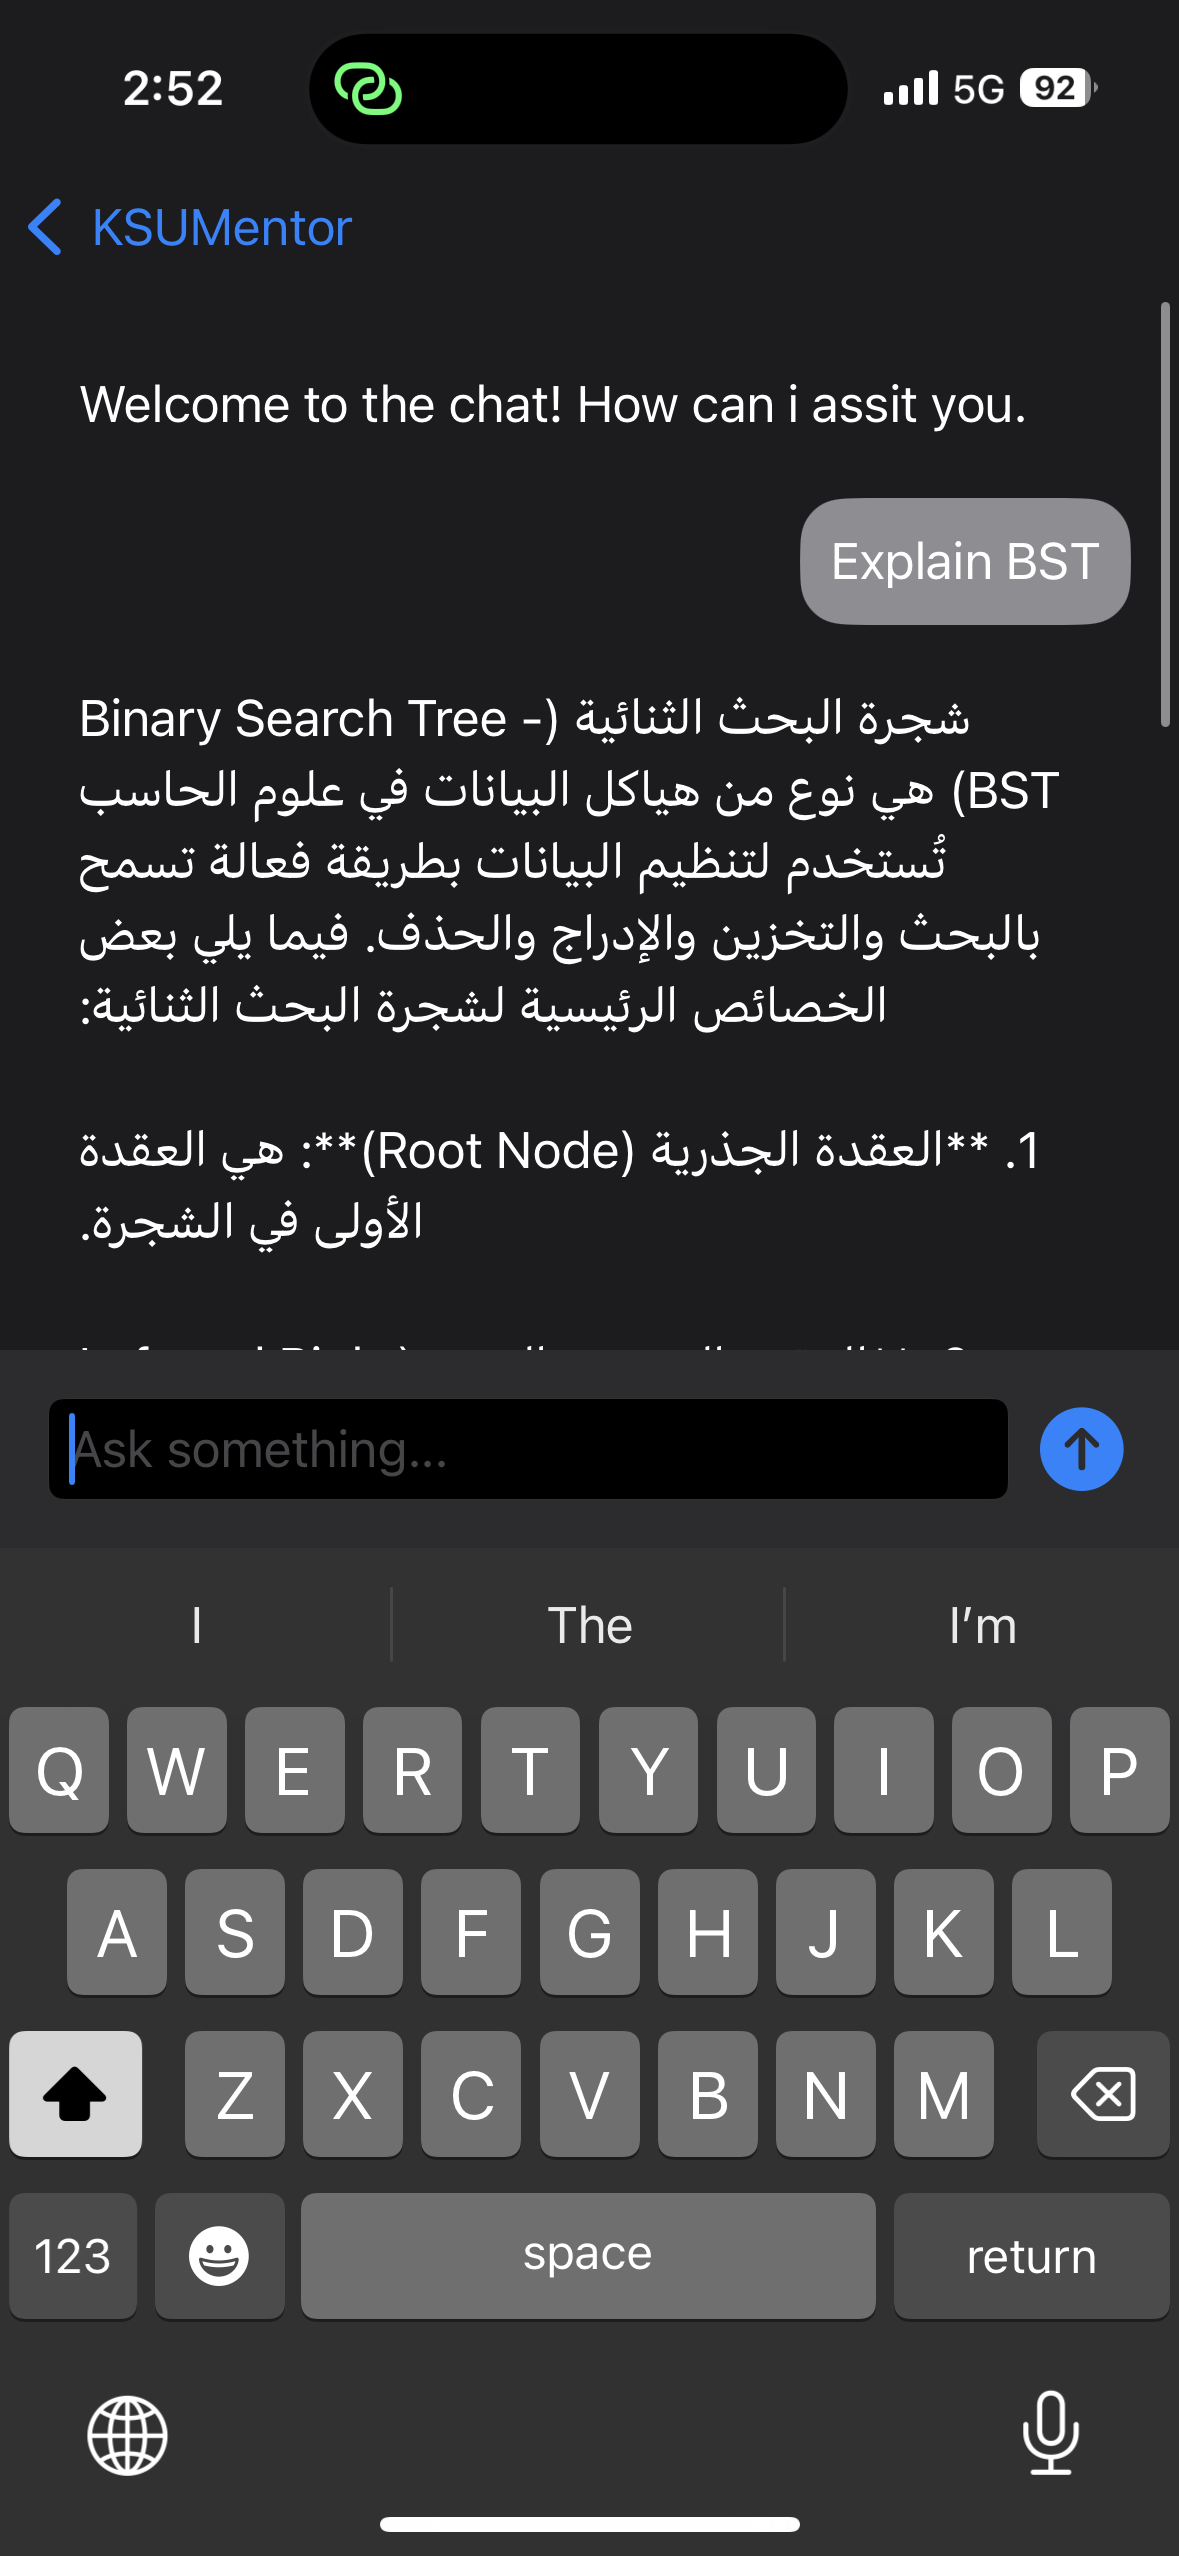 2:52
5G 92
KSUMentor
Welcome to the chat! How can i assit you.
Explain BST
شجرة البحث الثنائية (Binary Search Tree -
BST) هي نوع من هياكل البيانات في علوم الحاسب
تُستخدم لتنظيم البيانات بطريقة فعالة تسمح
بالبحث والتخزين والإدراج والحذف. فيما يلي بعض
الخصائص الرئيسية لشجرة البحث الثنائية:
1. **العقدة الجذرية (Root Node)**: هي العقدة
الأولى في الشجرة.
Ask something...
I The I'm
Q W E R T Y U I O P
A S D F G H J K L
Z X C V B N M
123 space return